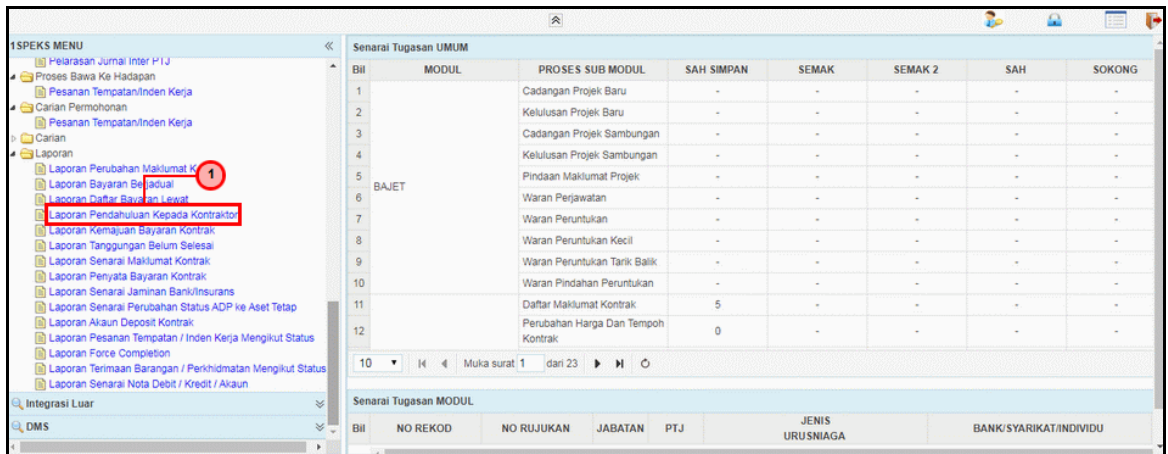 1SPEKS MENU
Pelarasan Jurnal Inter PTJ
Proses Bawa Ke Hadapan
Pesanan Tempatan/Inden Kerja
Carian Permohonan
Pesanan Tempatan/Inden Kerja
Carian
Laporan
Laporan Perubahan Maklumat K
1
Laporan Bayaran Berjadual
Laporan Daftar Bayaran Lewat
Laporan Pendahuluan Kepada Kontraktor
Laporan Kemajuan Bayaran Kontrak
Laporan Tanggungan Belum Selesai
Laporan Senarai Maklumat Kontrak
Laporan Penyata Bayaran Kontrak
Laporan Senarai Jaminan Bank/Insurans
Laporan Senarai Perubahan Status ADP ke Aset Tetap
Laporan Akaun Deposit Kontrak
Laporan Pesanan Tempatan / Inden Kerja Mengikut Status
Laporan Force Completion
Laporan Terimaan Barangan / Perkhidmatan Mengikut Status
Laporan Senarai Nota Debit / Kredit / Akaun
Integrasi Luar
DMS
Senarai Tugasan UMUM
Bil MODUL PROSES SUB MODUL SAH SIMPAN SEMAK SEMAK 2 SAH SOKONG
1 Cadangan Projek Baru - - - - -
2 Kelulusan Projek Baru - - - - -
3 Cadangan Projek Sambungan - - - - -
4 Kelulusan Projek Sambungan - - - - -
5 Pindaan Maklumat Projek - - - - -
BAJET
6 Waran Perjawatan - - - - -
7 Waran Peruntukan - - - - -
8 Waran Peruntukan Kecil - - - - -
9 Waran Peruntukan Tarik Balik - - - - -
10 Waran Pindahan Peruntukan - - - - -
11 Daftar Maklumat Kontrak 5 - - - -
12 Perubahan Harga Dan Tempoh Kontrak 0 - - - -
10 Muka surat 1 dari 23
Senarai Tugasan MODUL
Bil NO REKOD NO RUJUKAN JABATAN PTJ JENIS URUSNIAGA BANK/SYARIKAT/INDIVIDU